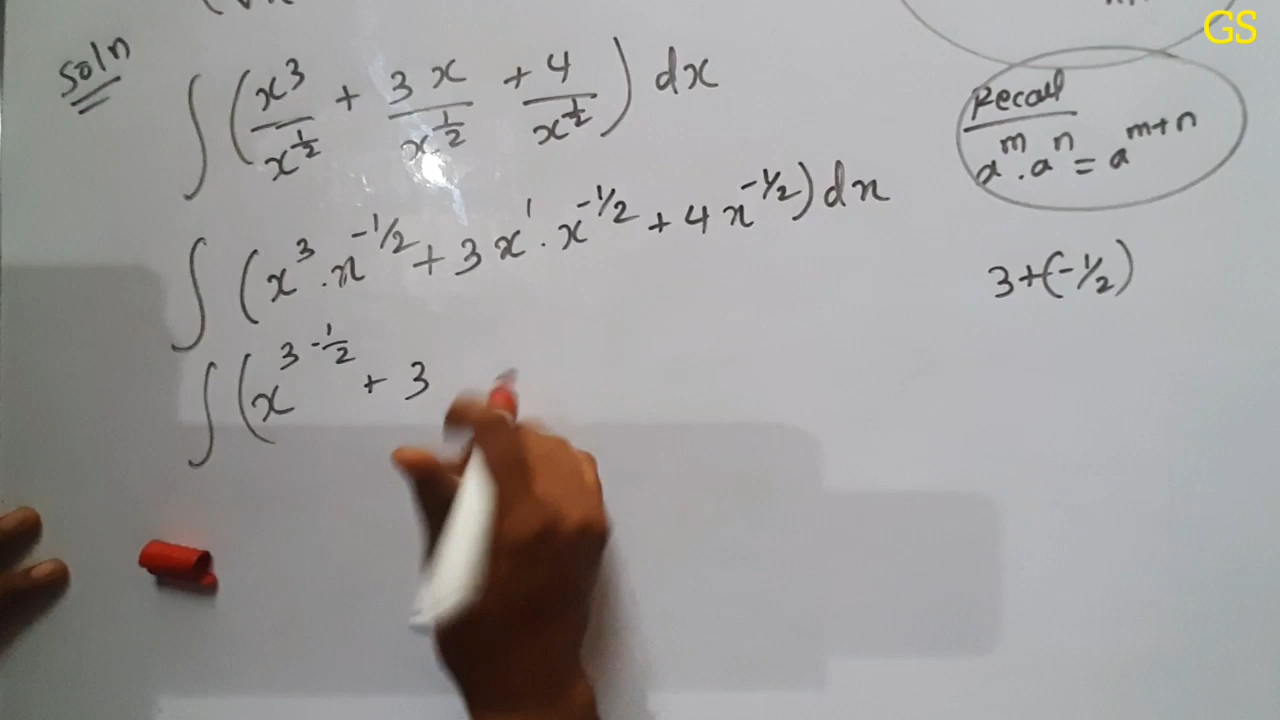 GS
Soln
∫ (x³/x^½ + 3x/x^½ + 4/x^½) dx
Recall
a^m . a^n = a^(m+n)
∫ (x³ . x^(-1/2) + 3x¹ . x^(-1/2) + 4x^(-1/2)) dx
3+(-1/2)
∫ (x^(3-1/2) + 3